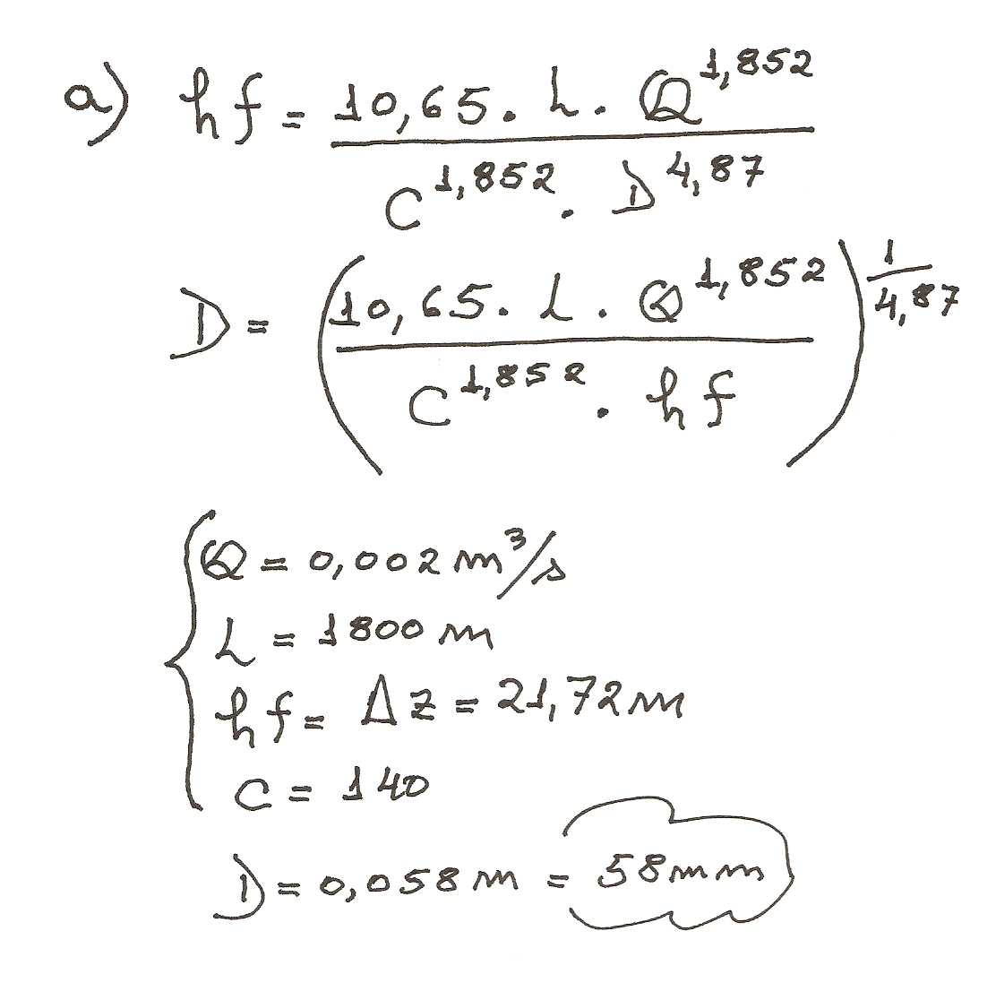 a) hf = 10,65 . L . Q^1,852 / C^1,852 . D^4,87
D = (10,65 . L . Q^1,852 / C^1,852 . hf)^1/4,87
Q = 0,002 m³/s
L = 1800 m
hf = Δz = 21,72 m
C = 140
D = 0,058 m = 58 mm